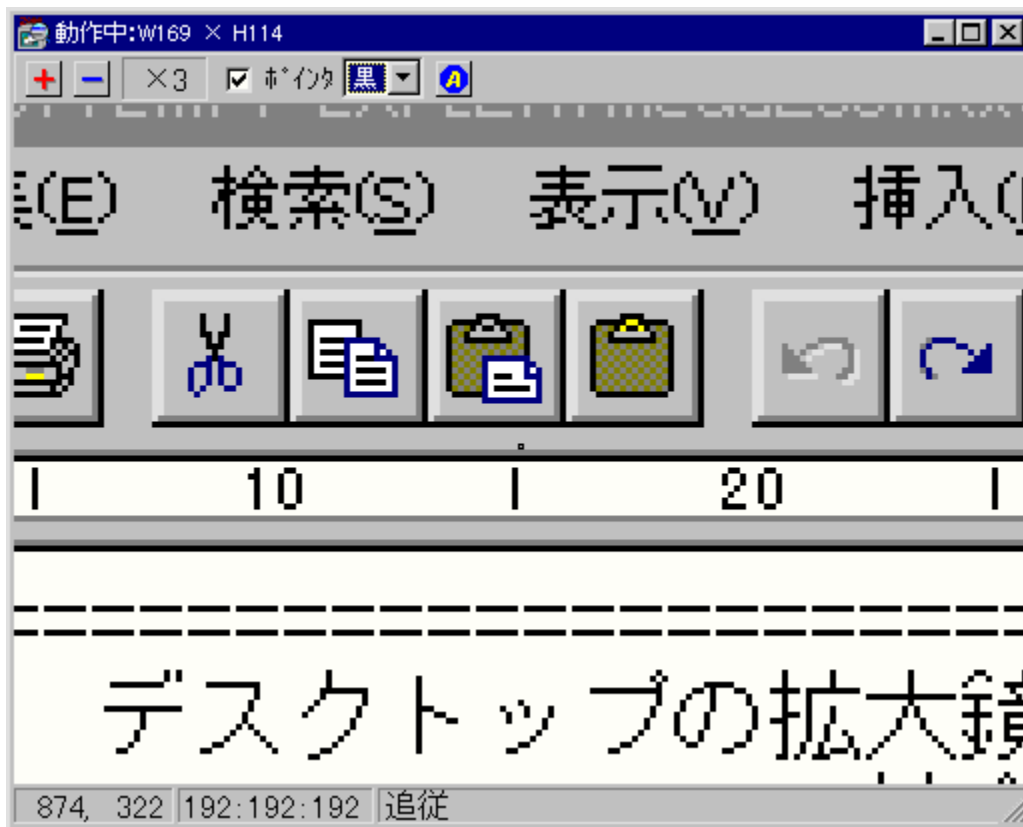 動作中:W169 × H114
×3 ポインタ 黒 A
(E) 検索(S) 表示(V) 挿入(
10 20
デスクトップの拡大鏡
874, 322 192:192:192 追従